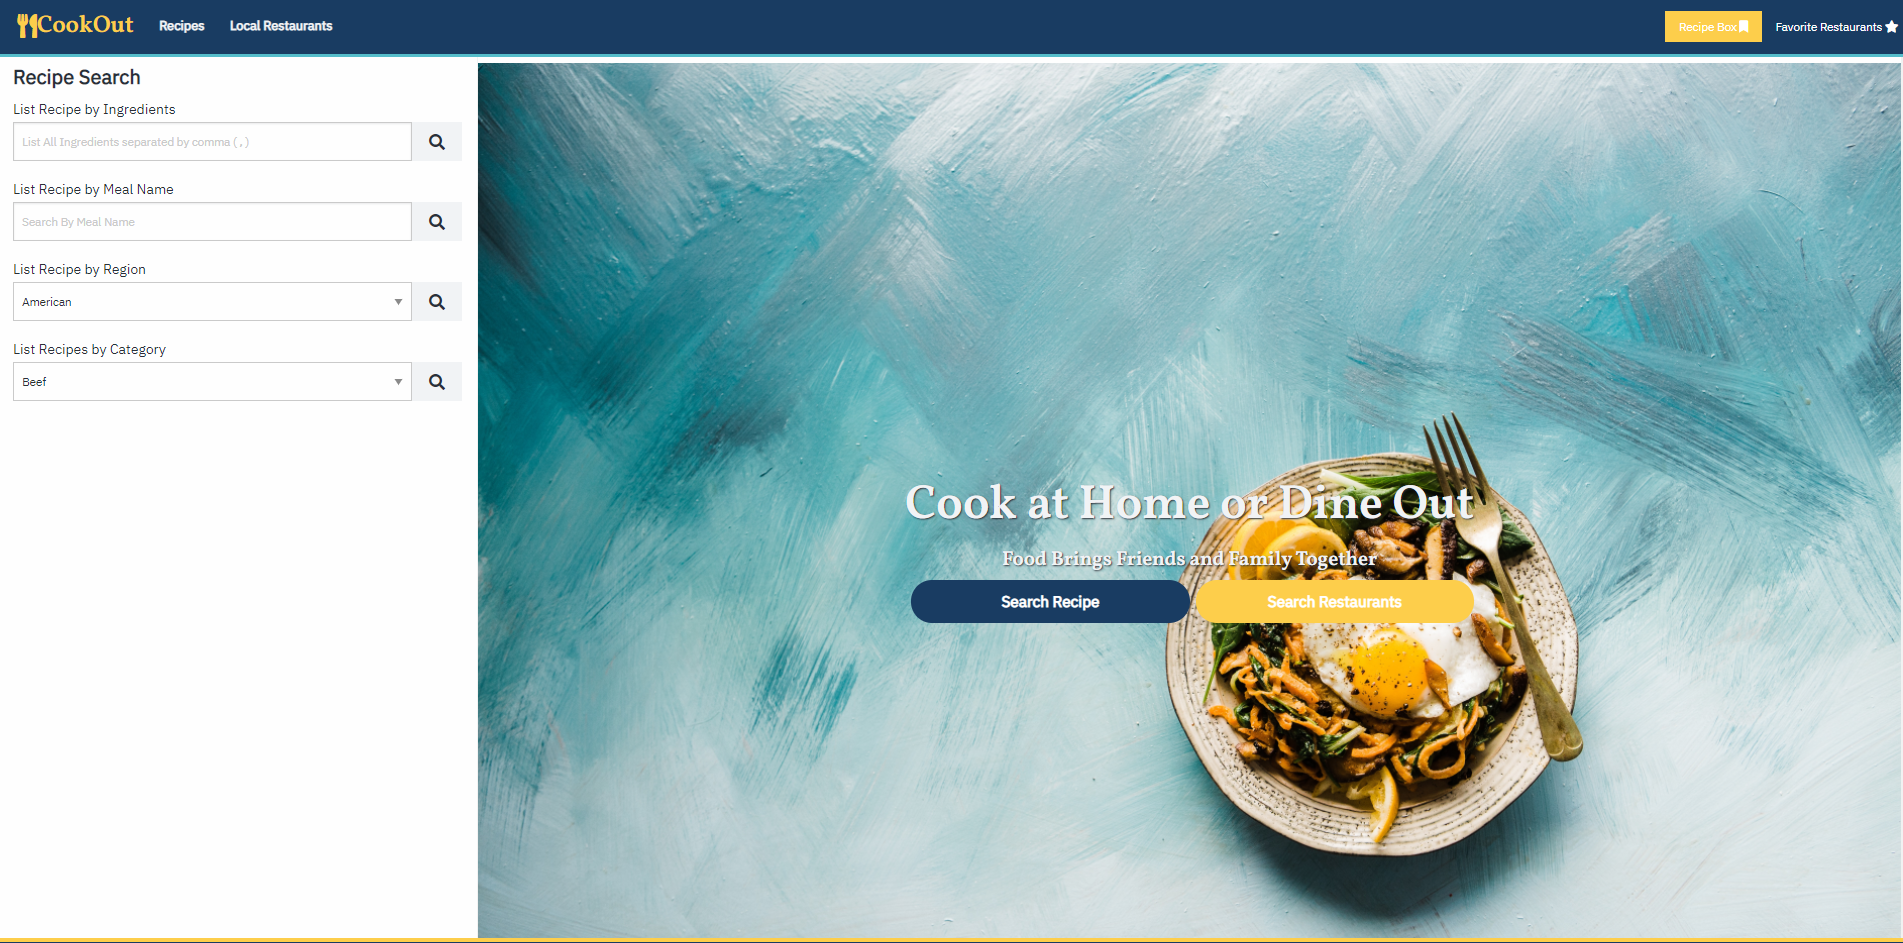 CookOut
Recipes
Local Restaurants
Recipe Box
Favorite Restaurants
Recipe Search
List Recipe by Ingredients
List All Ingredients separated by comma ( , )
List Recipe by Meal Name
Search By Meal Name
List Recipe by Region
American
List Recipes by Category
Beef
Cook at Home or Dine Out
Food Brings Friends and Family Together
Search Recipe
Search Restaurants